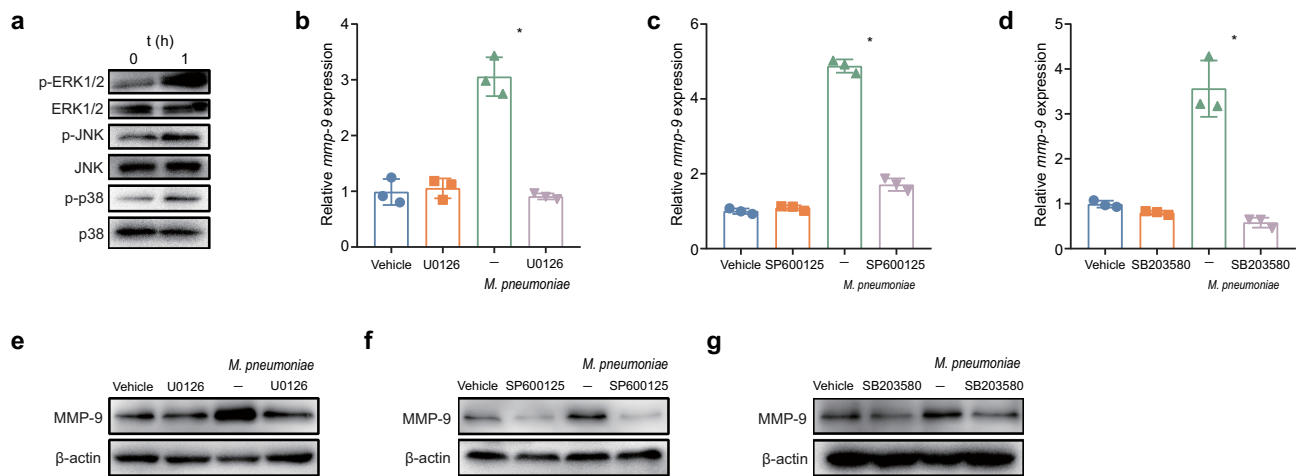 a
t (h)
0 1
p-ERK1/2
ERK1/2
p-JNK
JNK
p-p38
p38
b
Relative mmp-9 expression
4
3
2
1
0
*
Vehicle U0126 – U0126
M. pneumoniae
c
Relative mmp-9 expression
6
4
2
0
*
Vehicle SP600125 – SP600125
M. pneumoniae
d
Relative mmp-9 expression
5
4
3
2
1
0
*
Vehicle SB203580 – SB203580
M. pneumoniae
e
M. pneumoniae
Vehicle U0126 – U0126
MMP-9
β-actin
f
M. pneumoniae
Vehicle SP600125 – SP600125
MMP-9
β-actin
g
M. pneumoniae
Vehicle SB203580 – SB203580
MMP-9
β-actin